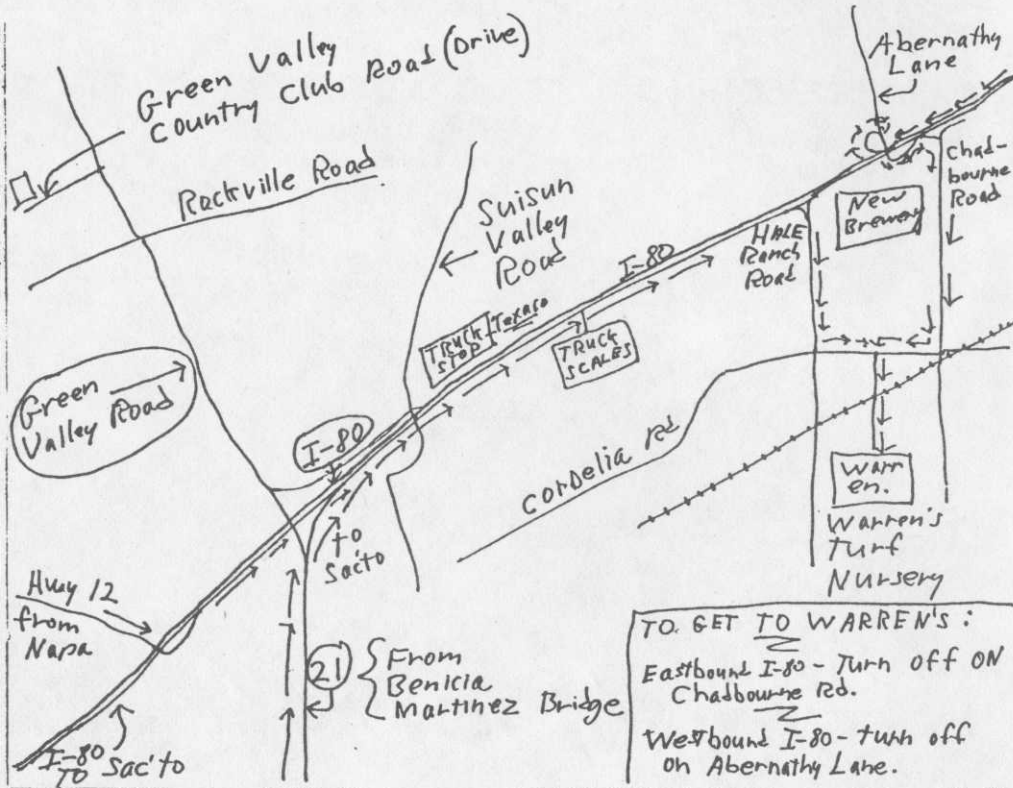 Green Valley
Country Club Road (Drive)
Abernathy
Lane
Rockville Road
Suisun
Valley
Road
Chad-
bourne
Road
New
Brewery
I-80
HALE
Ranch
Road
TRUCK
STOP
Texaco
TRUCK
SCALES
Green
Valley Road
I-80
Cordelia Rd.
to
Sacto
Warr
en.
Warren's
Turf
Nursery
Hwy 12
from
Napa
21
From
Benicia
Martinez Bridge
I-80
TO Sac'to
TO GET TO WARREN'S:
Eastbound I-80 - Turn off ON
Chadbourne Rd.
Westbound I-80 - turn off
on Abernathy Lane.